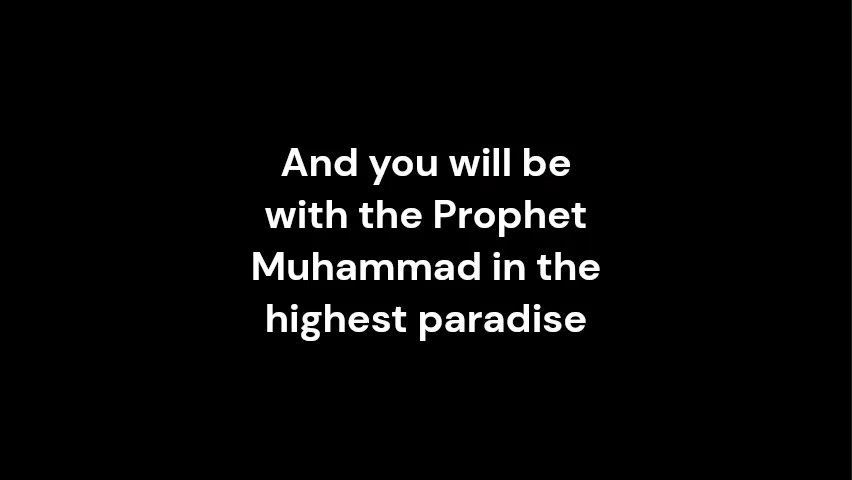 And you will be
with the Prophet
Muhammad in the
highest paradise